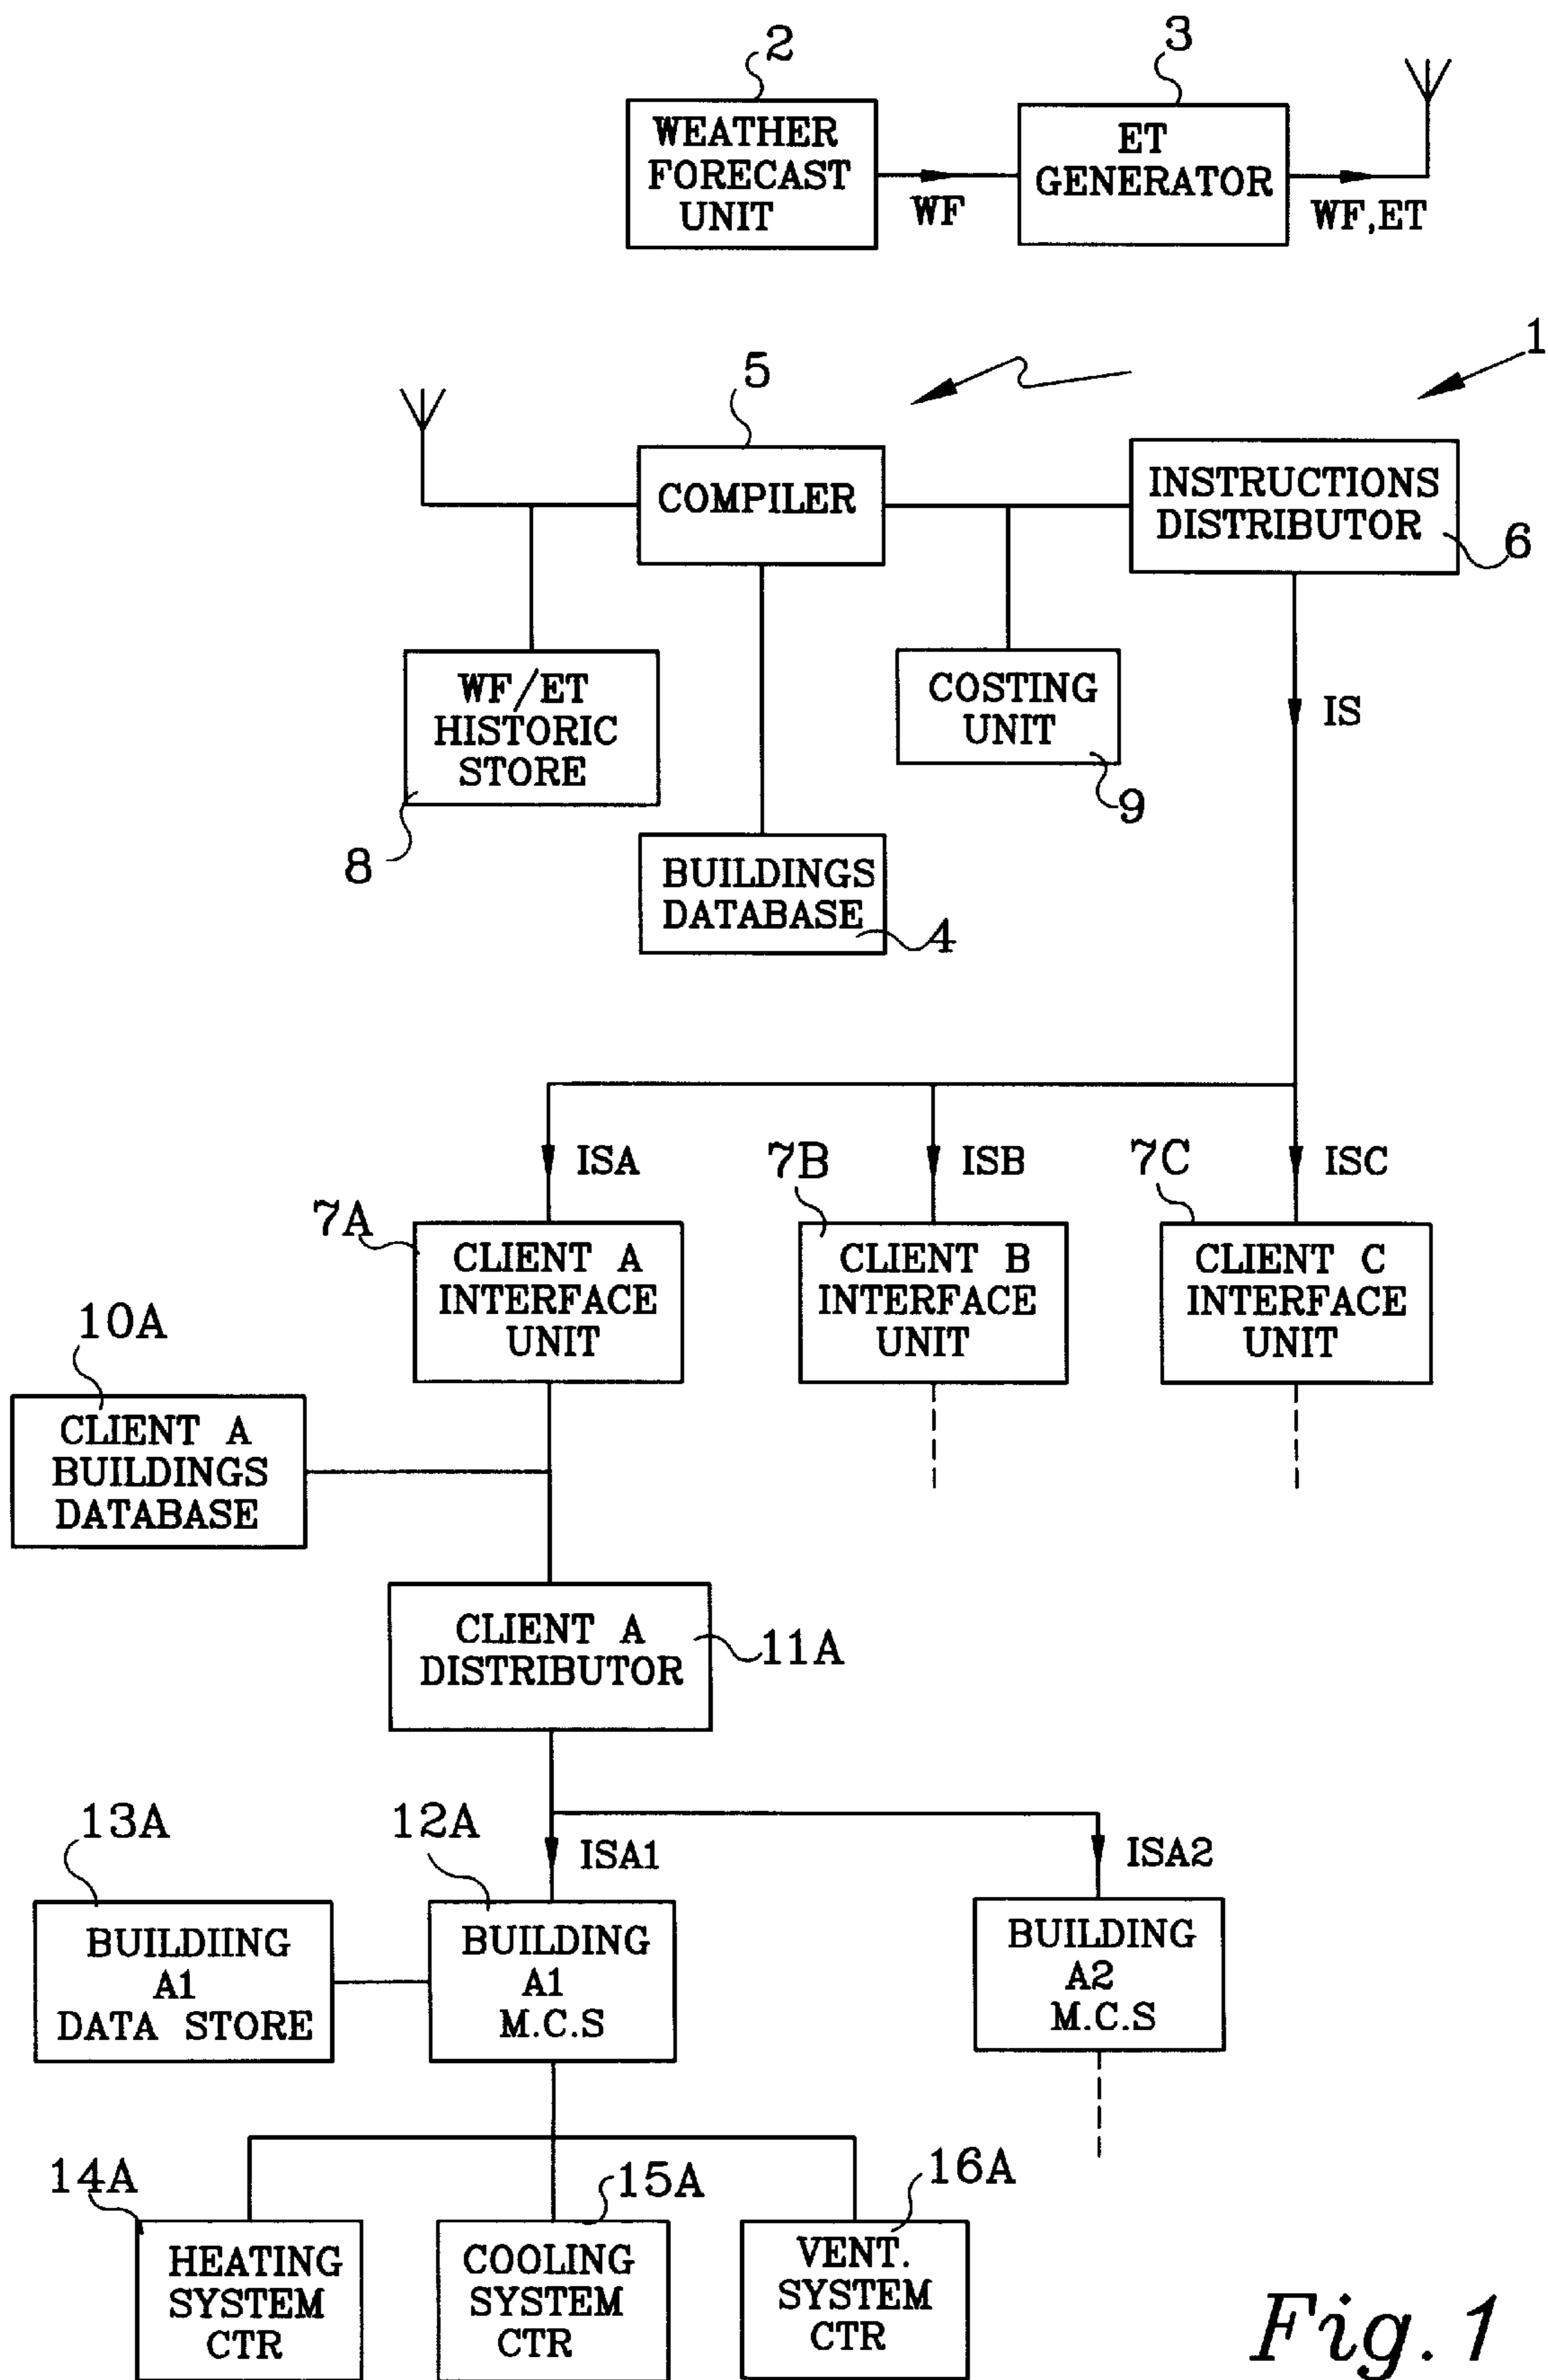 2
3
WEATHER
FORECAST
UNIT
WF
ET
GENERATOR
WF,ET
1
5
COMPILER
INSTRUCTIONS
DISTRIBUTOR
6
WF/ET
HISTORIC
STORE
8
COSTING
UNIT
9
IS
BUILDINGS
DATABASE
4
ISA
ISB
ISC
7A
7B
7C
CLIENT A
INTERFACE
UNIT
CLIENT B
INTERFACE
UNIT
CLIENT C
INTERFACE
UNIT
10A
CLIENT A
BUILDINGS
DATABASE
CLIENT A
DISTRIBUTOR
11A
13A
12A
ISA1
ISA2
BUILDIING
A1
DATA STORE
BUILDING
A1
M.C.S
BUILDING
A2
M.C.S
14A
15A
16A
HEATING
SYSTEM
CTR
COOLING
SYSTEM
CTR
VENT.
SYSTEM
CTR
Fig. 1